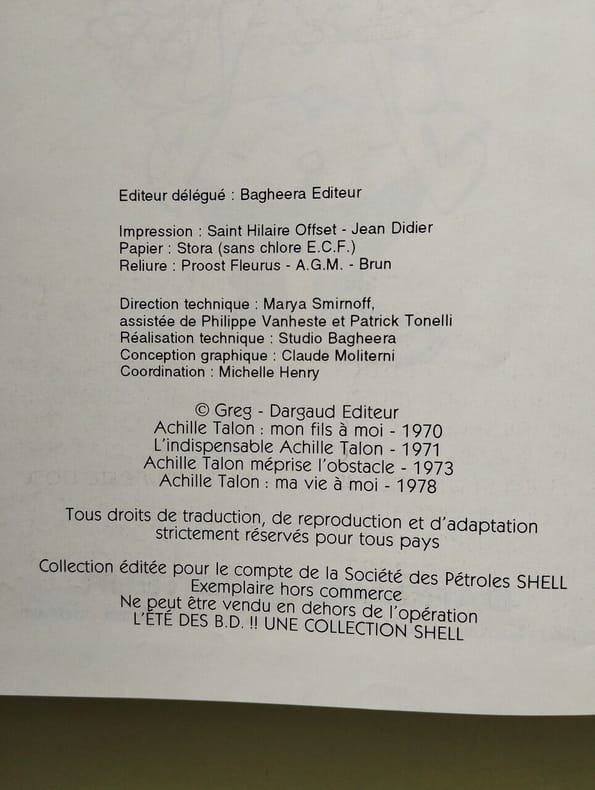 Editeur délégué : Bagheera Editeur
Impression : Saint Hilaire Offset - Jean Didier
Papier : Stora (sans chlore E.C.F.)
Reliure : Proost Fleurus - A.G.M. - Brun
Direction technique : Marya Smirnoff,
assistée de Philippe Vanheste et Patrick Tonelli
Réalisation technique : Studio Bagheera
Conception graphique : Claude Moliterni
Coordination : Michelle Henry
© Greg - Dargaud Editeur
Achille Talon : mon fils à moi - 1970
L'indispensable Achille Talon - 1971
Achille Talon méprise l'obstacle - 1973
Achille Talon : ma vie à moi - 1978
Tous droits de traduction, de reproduction et d'adaptation
strictement réservés pour tous pays
Collection éditée pour le compte de la Société des Pétroles SHELL
Exemplaire hors commerce
Ne peut être vendu en dehors de l'opération
L'ÉTÉ DES B.D. !! UNE COLLECTION SHELL